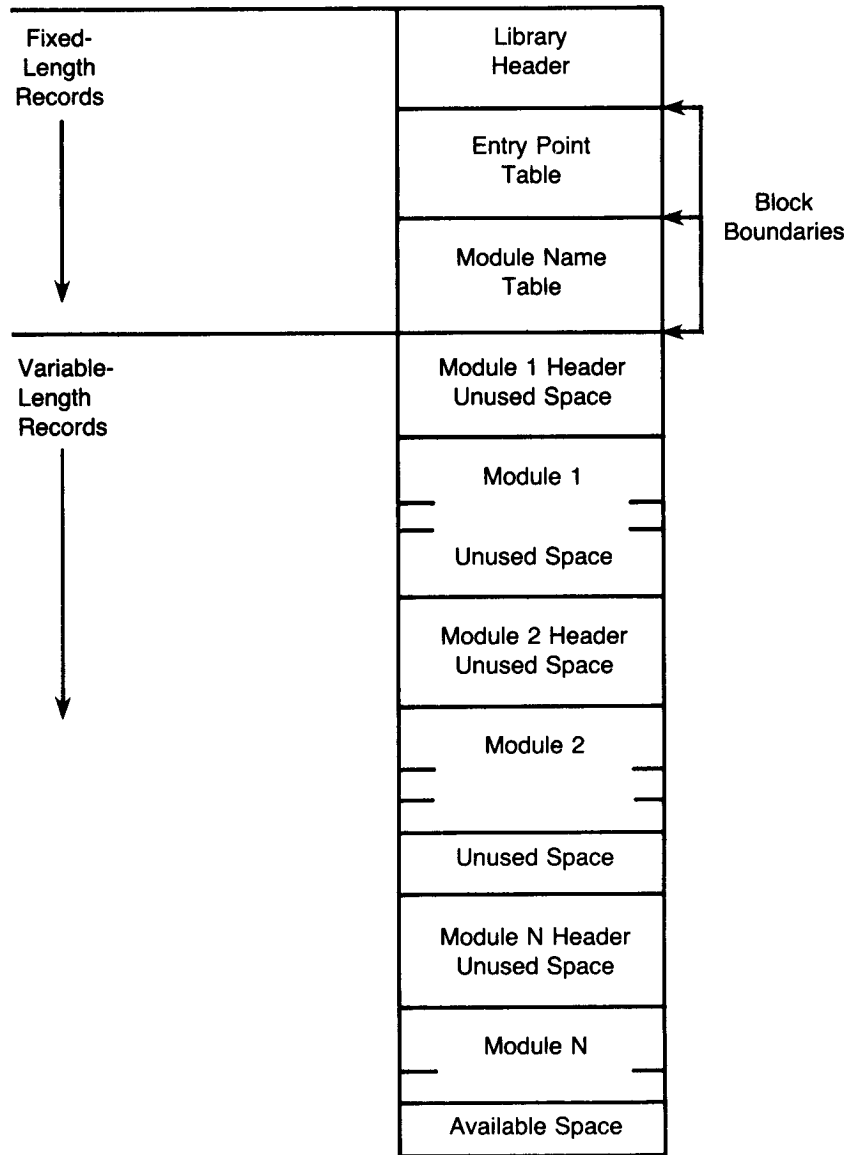 Fixed-
Length
Records
Library
Header
Entry Point
Table
Block
Boundaries
Module Name
Table
Variable-
Length
Records
Module 1 Header
Unused Space
Module 1
Unused Space
Module 2 Header
Unused Space
Module 2
Unused Space
Module N Header
Unused Space
Module N
Available Space